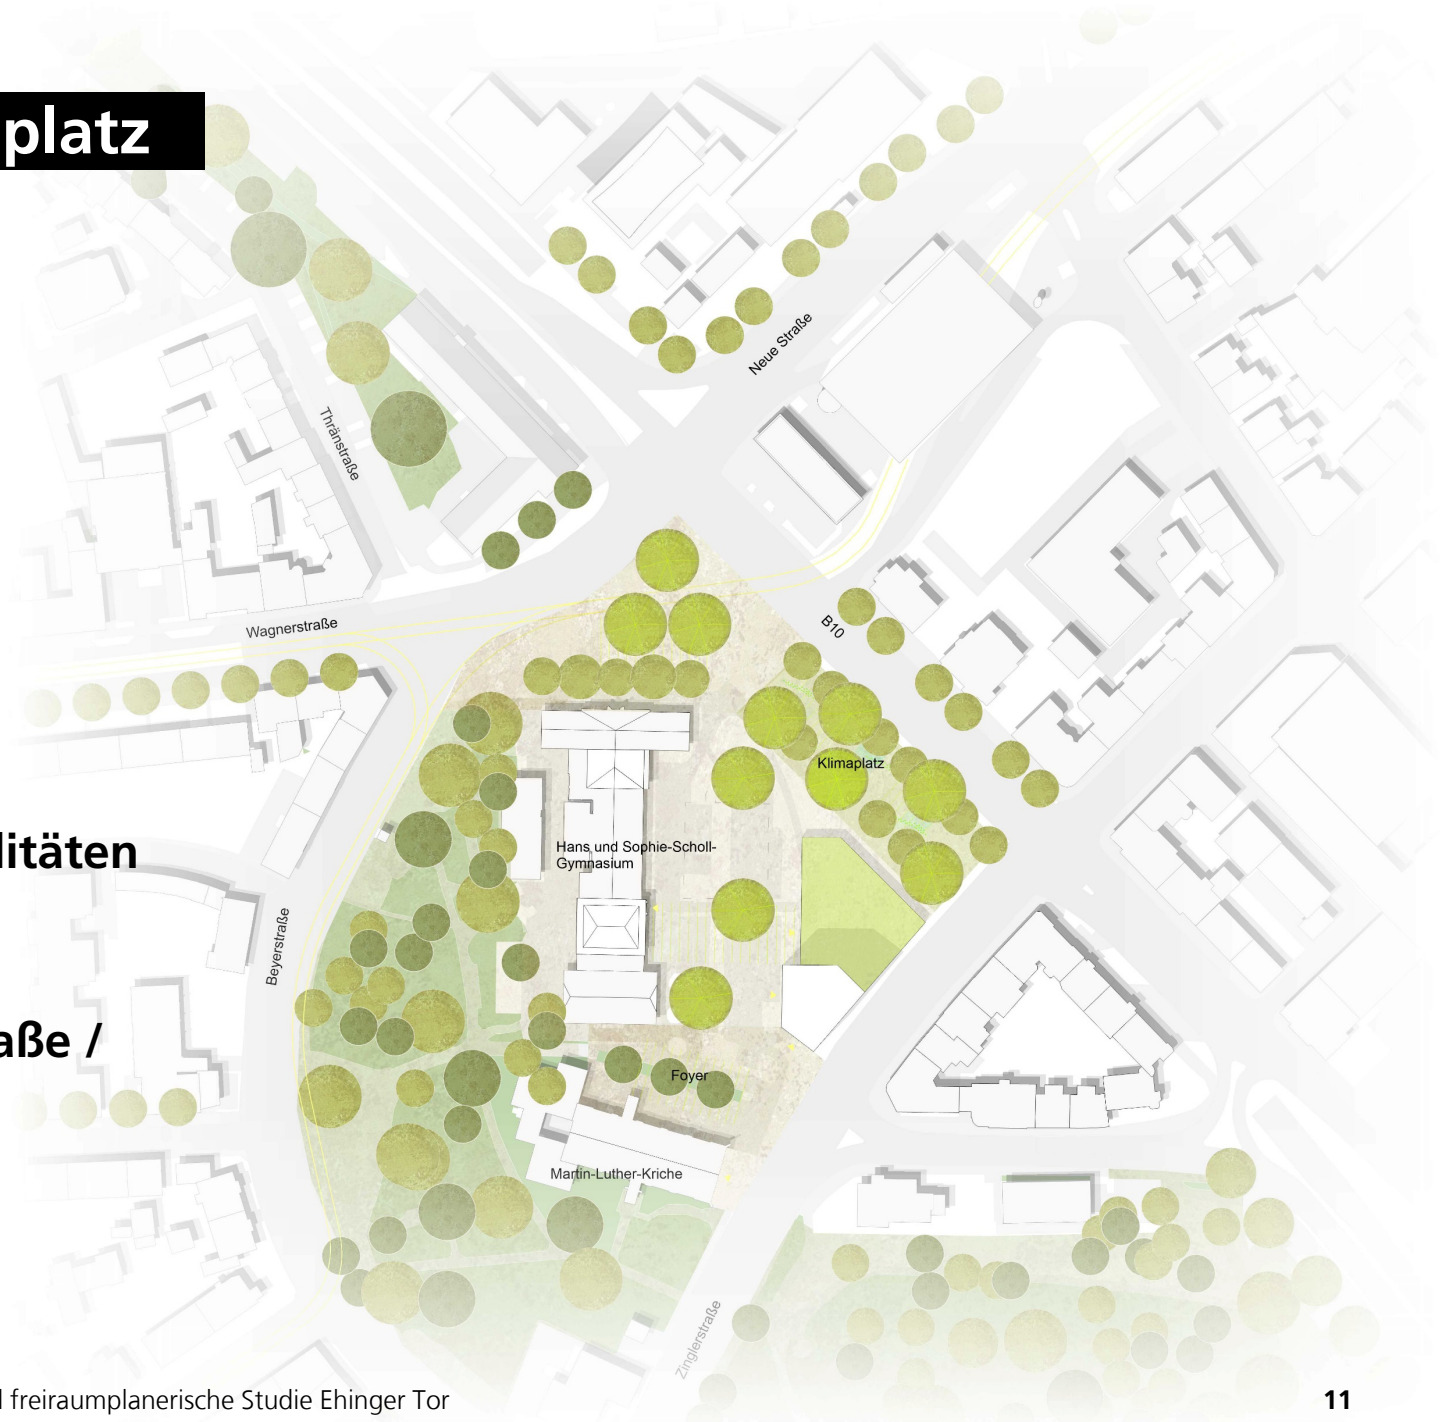 platz
Neue Straße
Thränstraße
Wagnerstraße
B10
Klimaplatz
Hans und Sophie-Scholl-
Gymnasium
litäten
Beyerstraße
aße /
Foyer
Martin-Luther-Kriche
Zinglerstraße
freiraumplanerische Studie Ehinger Tor
11